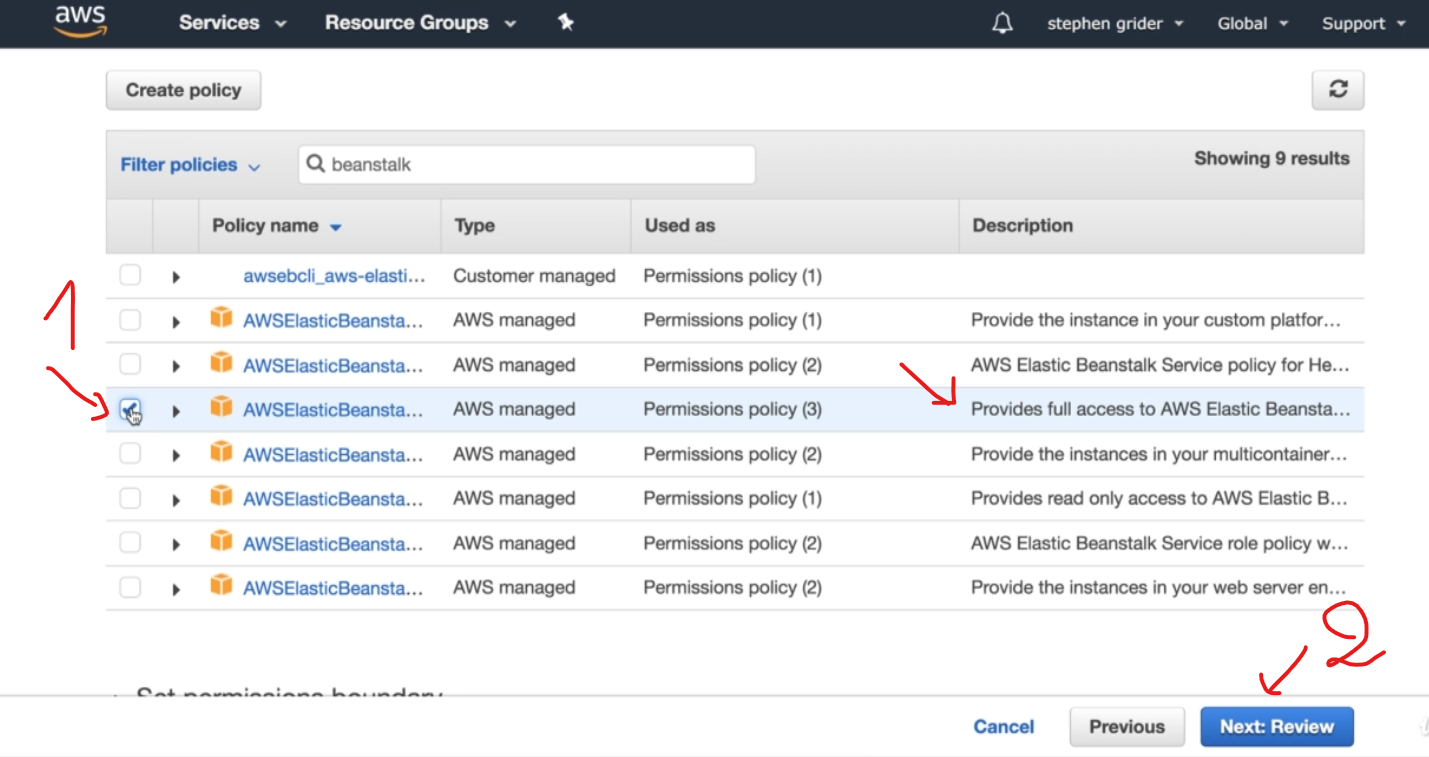 aws Services Resource Groups stephen grider Global Support
Create policy
Filter policies beanstalk Showing 9 results
Policy name Type Used as Description
awsebcli_aws-elasti... Customer managed Permissions policy (1)
AWSElasticBeansta... AWS managed Permissions policy (1) Provide the instance in your custom platfor...
AWSElasticBeansta... AWS managed Permissions policy (2) AWS Elastic Beanstalk Service policy for He...
1
AWSElasticBeansta... AWS managed Permissions policy (3) Provides full access to AWS Elastic Beansta...
AWSElasticBeansta... AWS managed Permissions policy (2) Provide the instances in your multicontainer...
AWSElasticBeansta... AWS managed Permissions policy (1) Provides read only access to AWS Elastic B...
AWSElasticBeansta... AWS managed Permissions policy (2) AWS Elastic Beanstalk Service role policy w...
AWSElasticBeansta... AWS managed Permissions policy (2) Provide the instances in your web server en...
2
Set permissions boundary
Cancel Previous Next: Review